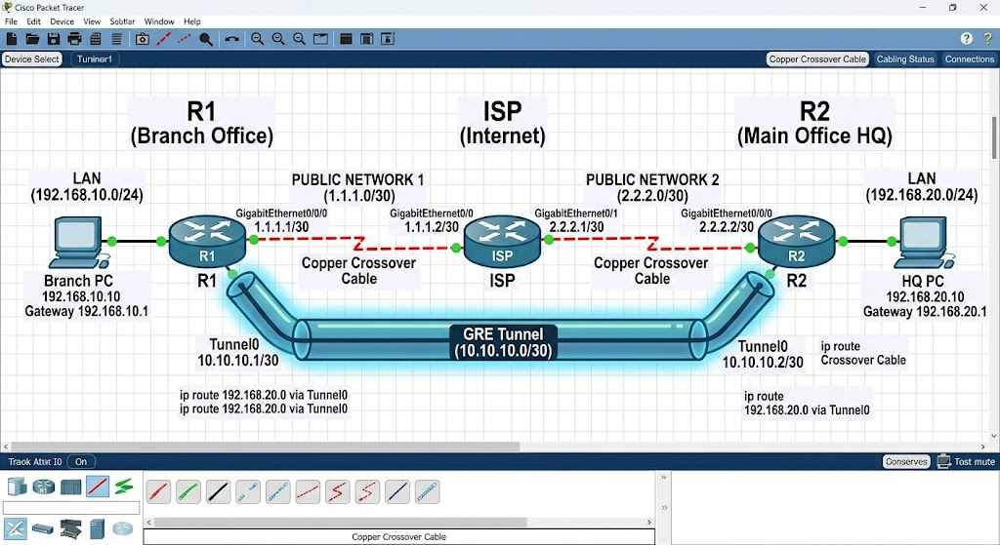 Cisco Packet Tracer
File Edit Device View Solutlar Window Help
Device Select Tuniner1 Copper Crossover Cable Cabling Status Connections
R1
(Branch Office)
ISP
(Internet)
R2
(Main Office HQ)
LAN
(192.168.10.0/24)
PUBLIC NETWORK 1
(1.1.1.0/30)
PUBLIC NETWORK 2
(2.2.2.0/30)
LAN
(192.168.20.0/24)
GigabitEthernet0/0/0
1.1.1.1/30
GigabitEthernet0/0
1.1.1.2/30
GigabitEthernet0/1
2.2.2.1/30
GigabitEthernet0/0/0
2.2.2.2/30
R1
ISP
R2
Copper Crossover
Cable
Copper Crossover
Cable
R1
ISP
R2
Branch PC
192.168.10.10
Gateway 192.168.10.1
HQ PC
192.168.20.10
Gateway 192.168.20.1
GRE Tunnel
(10.10.10.0/30)
Tunnel0
10.10.10.1/30
Tunnel0
10.10.10.2/30
ip route
Crossover Cable
ip route 192.168.20.0 via Tunnel0
ip route 192.168.20.0 via Tunnel0
ip route
192.168.20.0 via Tunnel0
On
Conserves Tost mute
Copper Crossover Cable